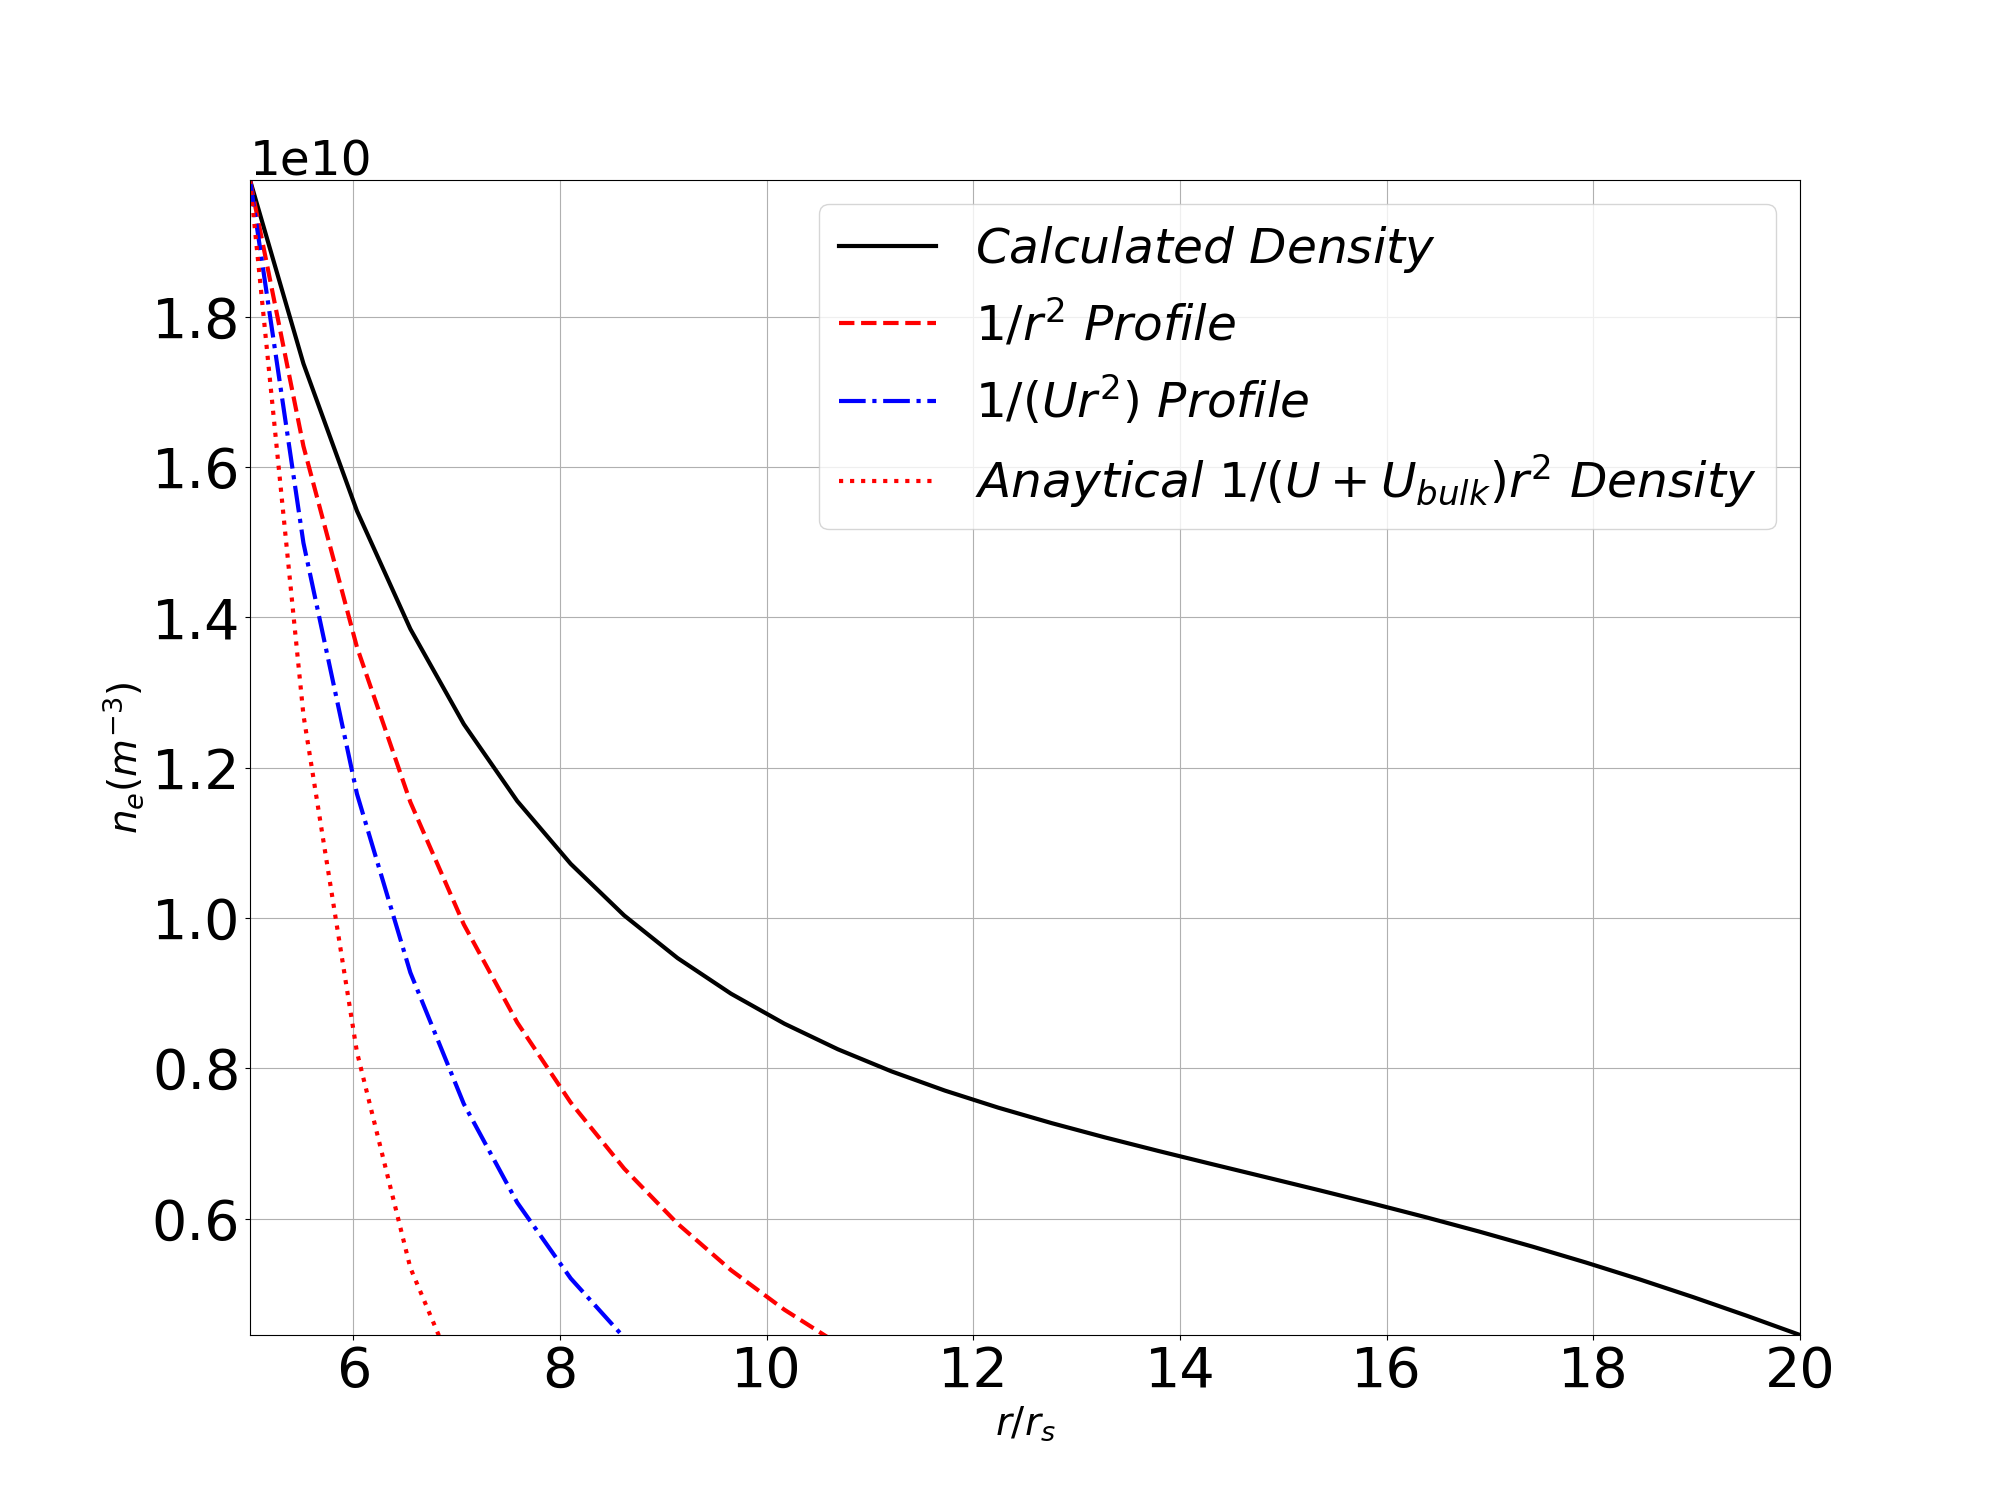 1e10
Calculated Density
1/r² Profile
1/(Ur²) Profile
Anaytical 1/(U + U_bulk)r² Density
1.8
1.6
1.4
1.2
1.0
0.8
0.6
n_e(m⁻³)
6 8 10 12 14 16 18 20
r/r_s